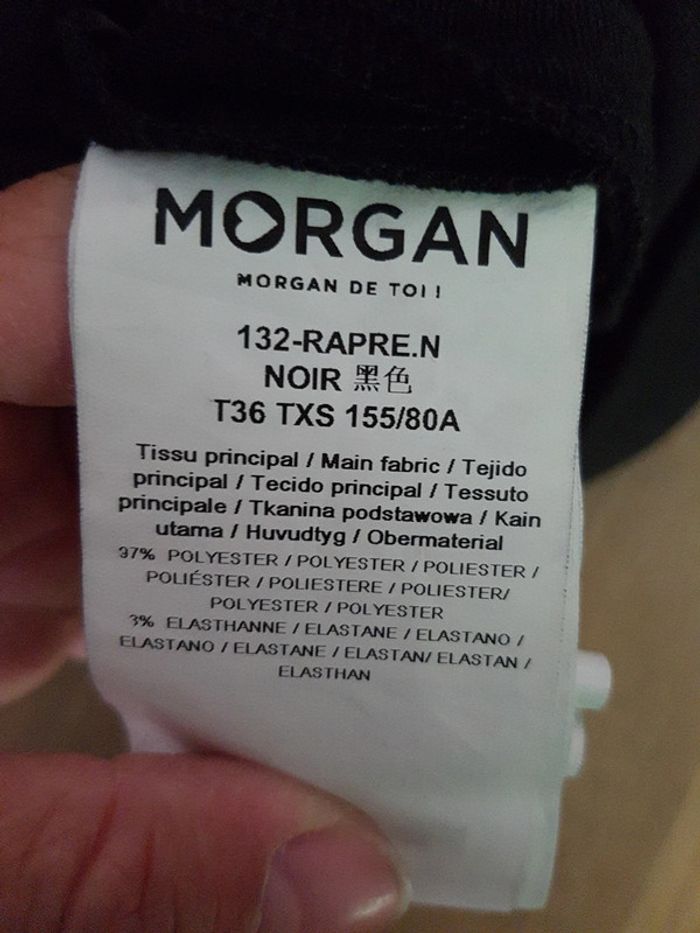 MORGAN
MORGAN DE TOI !
132-RAPRE.N
NOIR 黑色
T36 TXS 155/80A
Tissu principal / Main fabric / Tejido
principal / Tecido principal / Tessuto
principale / Tkanina podstawowa / Kain
utama / Huvudtyg / Obermaterial
97% POLYESTER / POLYESTER / POLIESTER /
POLIÉSTER / POLIESTERE / POLIESTER/
POLYESTER / POLYESTER
3% ELASTHANNE / ELASTANE / ELASTANO /
ELASTANO / ELASTANE / ELASTAN/ ELASTAN /
ELASTHAN